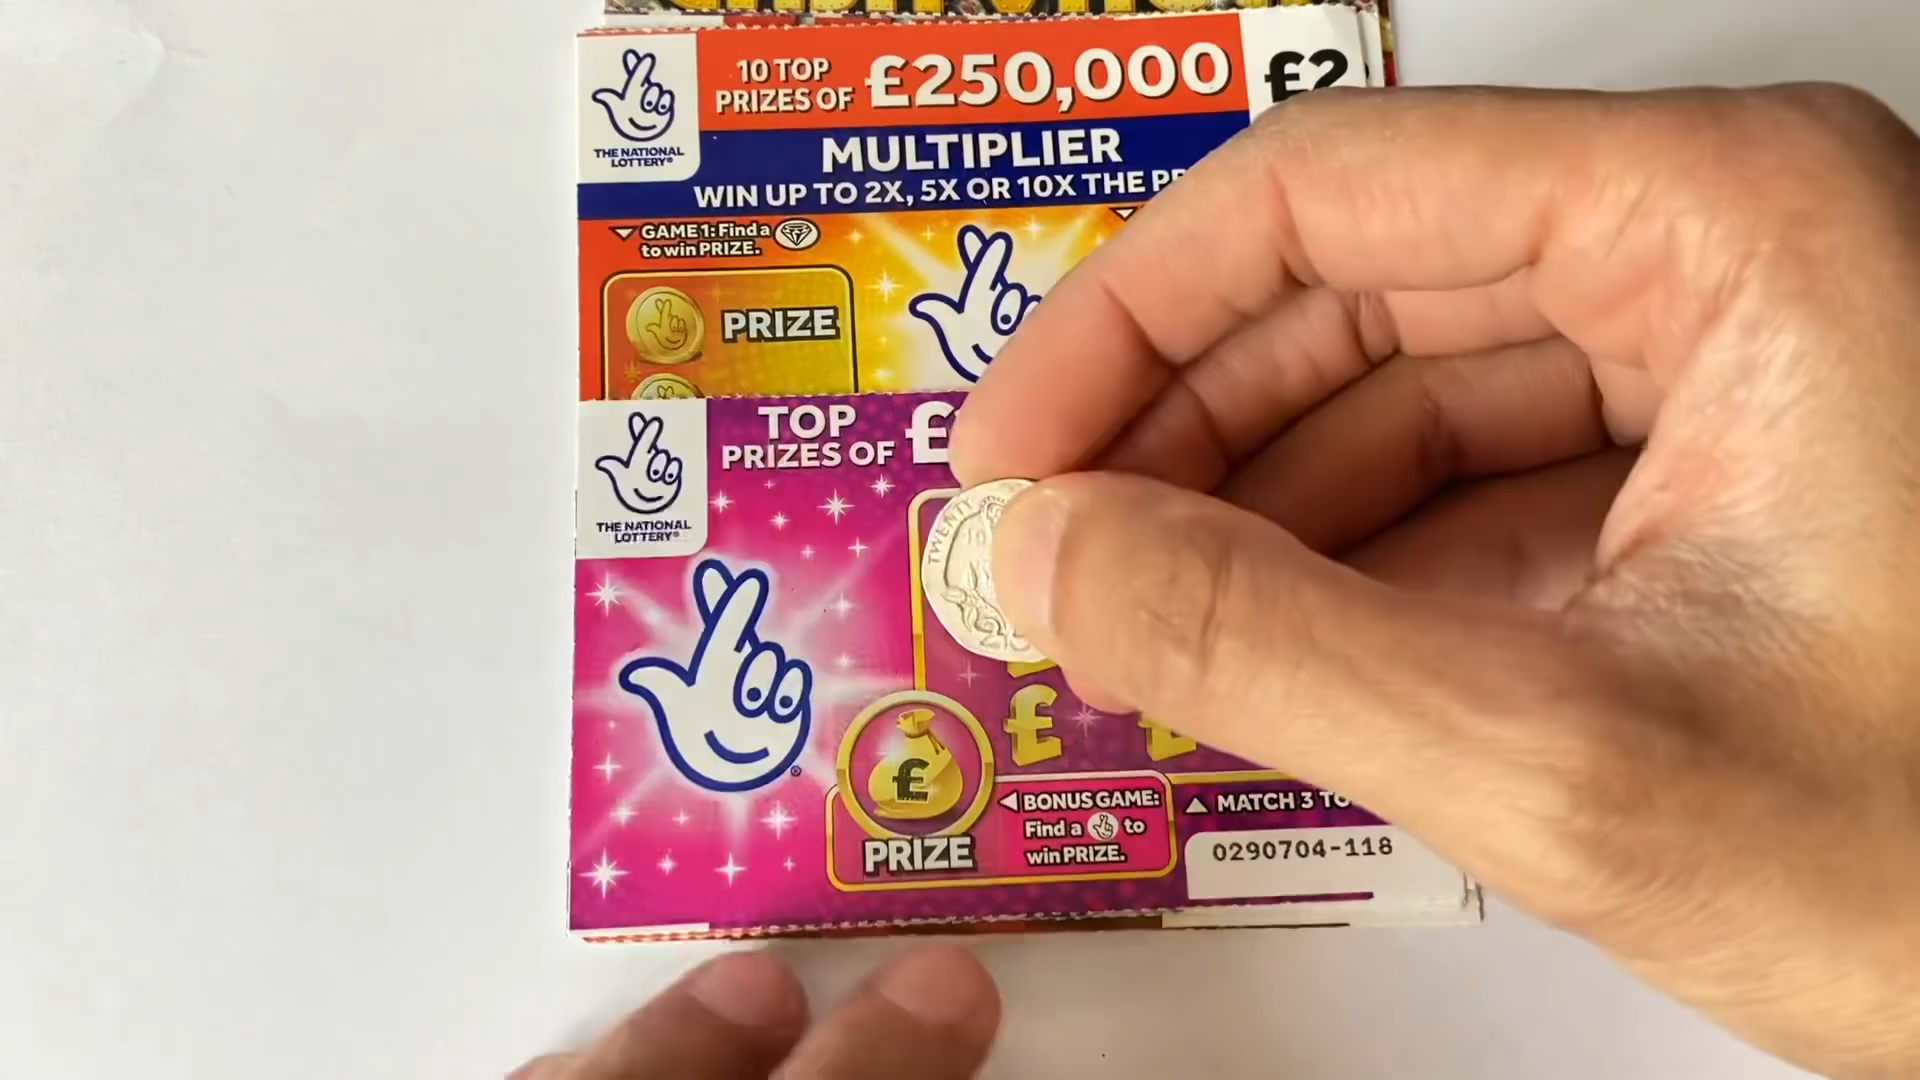 10 TOP
PRIZES OF £250,000
£2
THE NATIONAL
LOTTERY®
MULTIPLIER
WIN UP TO 2X, 5X OR 10X THE
GAME 1: Find a
to win PRIZE.
PRIZE
THE NATIONAL
LOTTERY®
TOP
PRIZES OF £
TWENTY
£ £
£
BONUS GAME:
Find a to
win PRIZE.
PRIZE
MATCH 3 TO
0290704-118